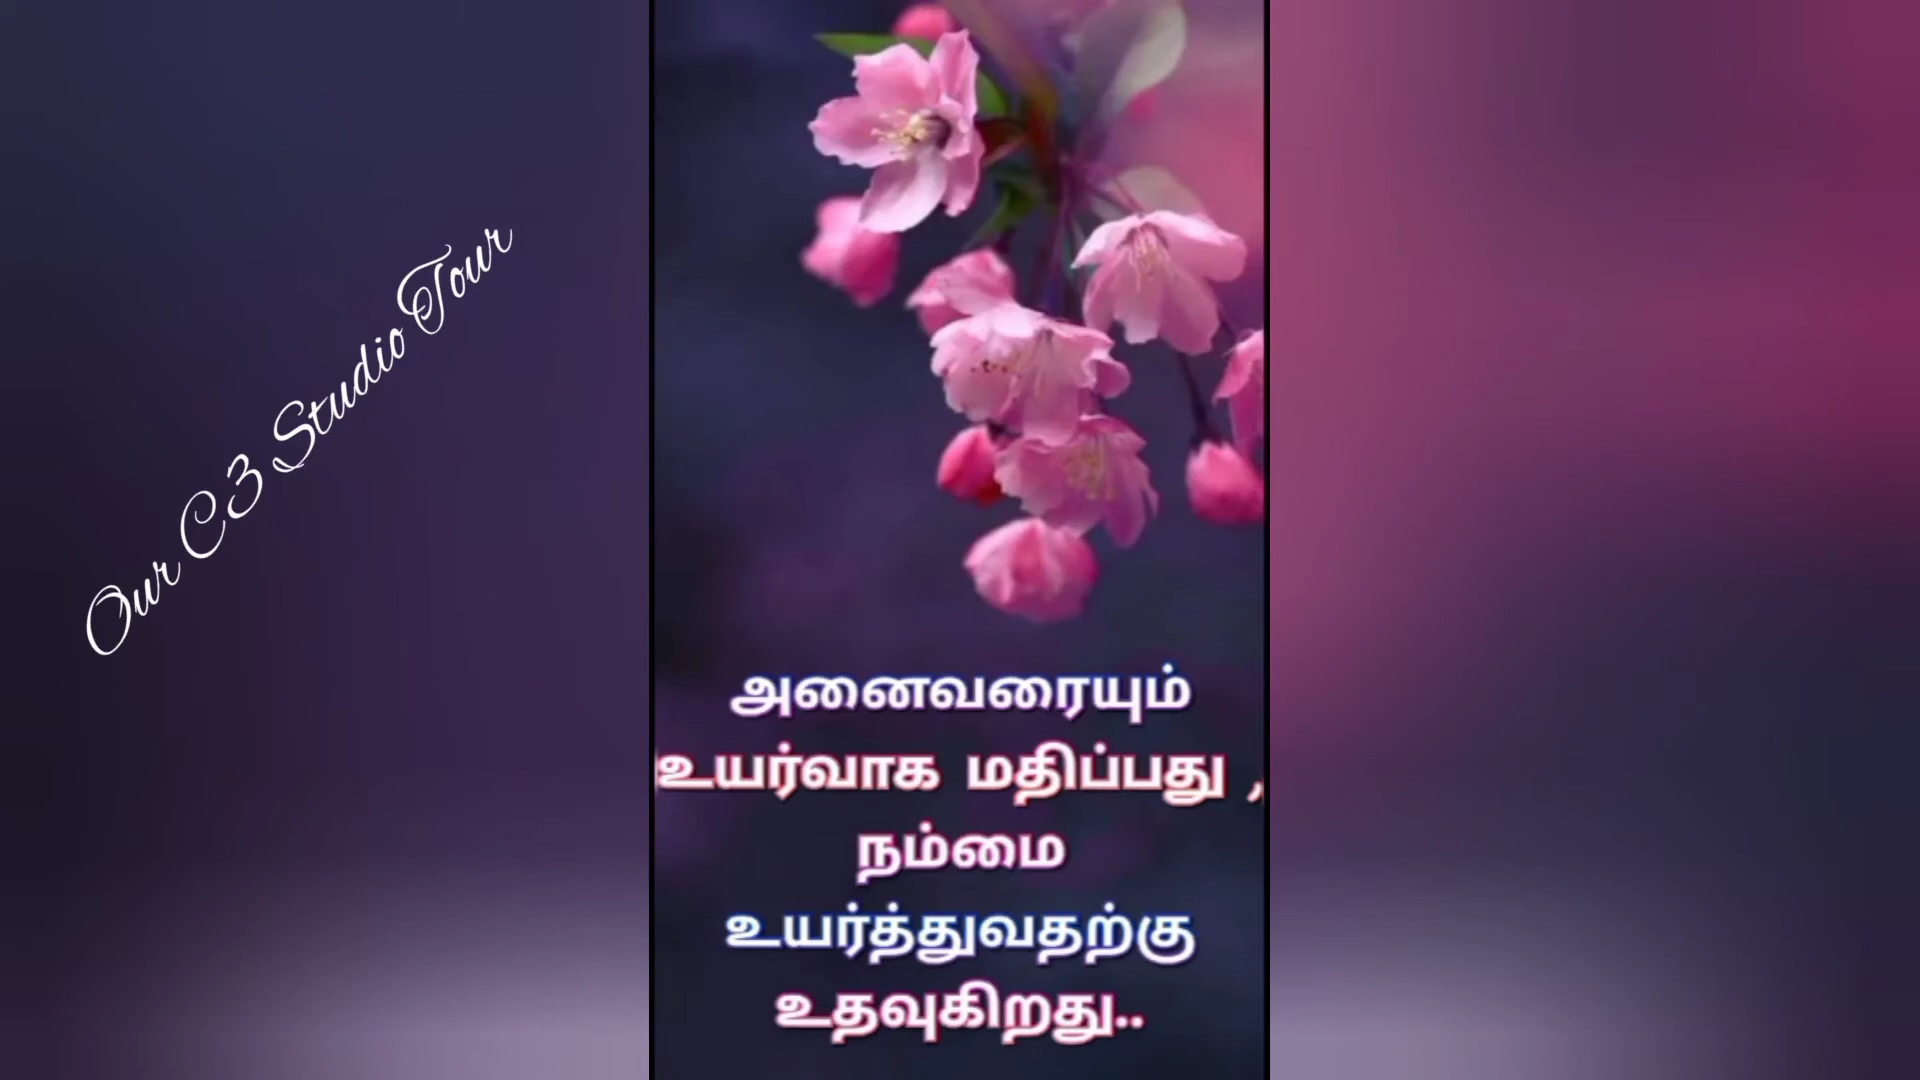 Our C3 Studio Tour
அனைவரையும்
உயர்வாக மதிப்பது ,
நம்மை
உயர்த்துவதற்கு
உதவுகிறது..